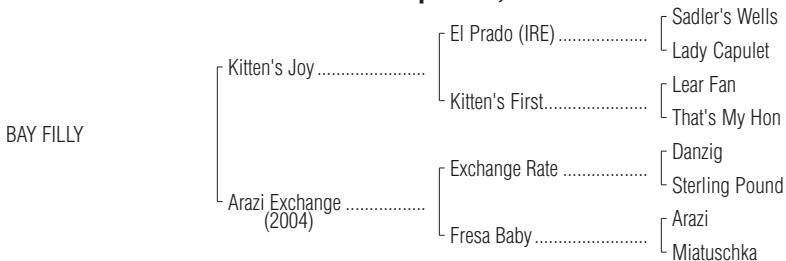 Sadler's Wells
El Prado (IRE) ...................
Lady Capulet
Kitten's Joy .......................
Lear Fan
Kitten's First......................
That's My Hon
BAY FILLY
Danzig
Exchange Rate ..................
Sterling Pound
Arazi Exchange .................
(2004)
Arazi
Fresa Baby........................
Miatuschka